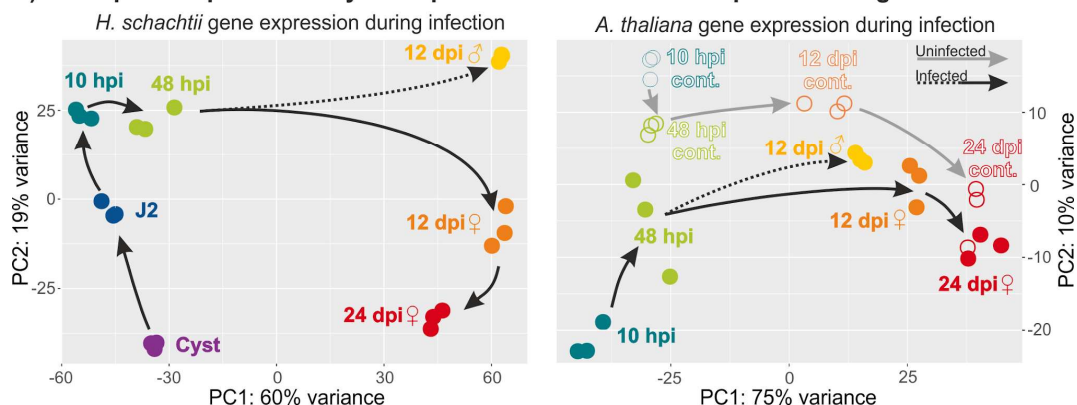 H. schachtii gene expression during infection
A. thaliana gene expression during infection
PC2: 19% variance
25
0
-25
-60
-30
0
30
60
PC1: 60% variance
10 hpi
48 hpi
12 dpi ♂
J2
Cyst
12 dpi ♀
24 dpi ♀
10 hpi
cont.
12 dpi
cont.
Uninfected
Infected
48 hpi
cont.
12 dpi ♂
24 dpi
cont.
48 hpi
12 dpi ♀
24 dpi ♀
10 hpi
10
0
-10
-20
PC2: 10% variance
-25
0
25
PC1: 75% variance